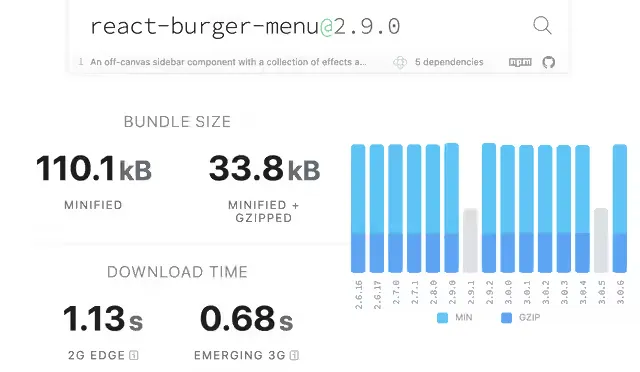 react-burger-menu@2.9.0
i An off-canvas sidebar component with a collection of effects a... 5 dependencies npm
BUNDLE SIZE
110.1 kB
MINIFIED
33.8 kB
MINIFIED +
GZIPPED
DOWNLOAD TIME
1.13 s
2G EDGE
0.68 s
EMERGING 3G
2.6.16
2.6.17
2.7.0
2.7.1
2.8.0
2.9.0
2.9.1
2.9.2
3.0.0
3.0.1
3.0.2
3.0.3
3.0.4
3.0.5
3.0.6
MIN
GZIP